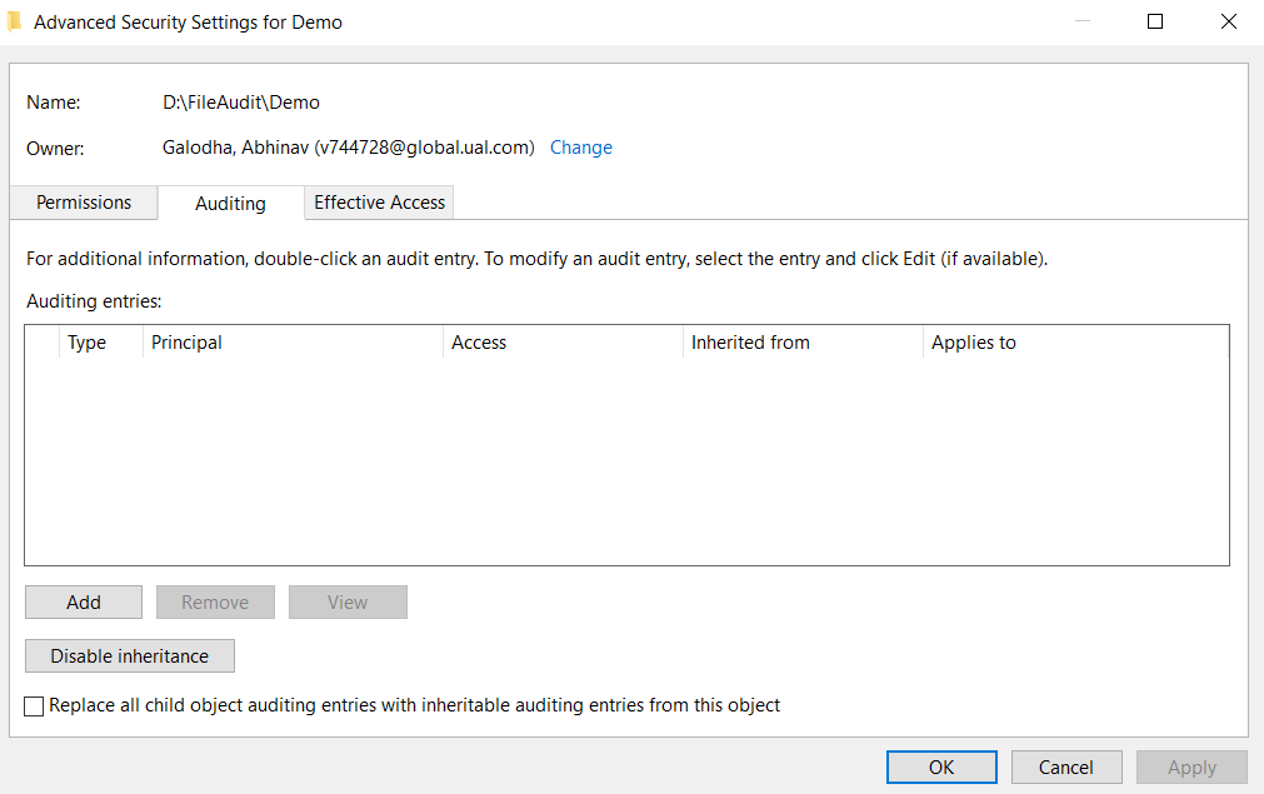 Advanced Security Settings for Demo
Name: D:\FileAudit\Demo
Owner: Galodha, Abhinav (v744728@global.ual.com) Change
Permissions Auditing Effective Access
For additional information, double-click an audit entry. To modify an audit entry, select the entry and click Edit (if available).
Auditing entries:
Type Principal Access Inherited from Applies to
Add Remove View
Disable inheritance
Replace all child object auditing entries with inheritable auditing entries from this object
OK Cancel Apply